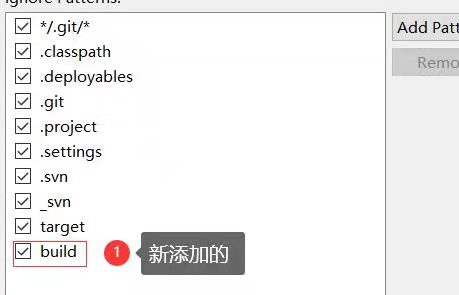 Ignore Patterns:
*/.git/*
Add Patt
.classpath
.deployables
Remo
.git
.project
.settings
.svn
_svn
target
build
1 新添加的